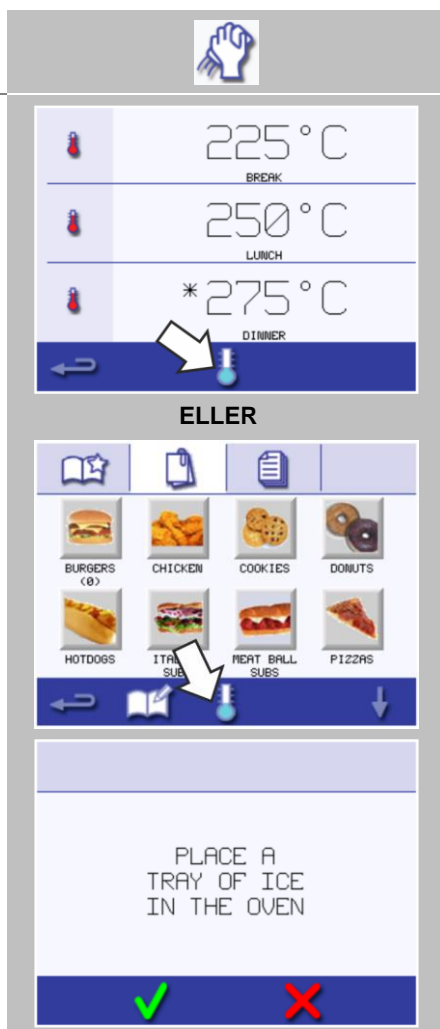 225°C
BREAK
250°C
LUNCH
*275°C
DINNER
ELLER
BURGERS CHICKEN COOKIES DONUTS
(0)
HOTDOGS MEAT BALL PIZZAS
SUBS
PLACE A
TRAY OF ICE
IN THE OVEN